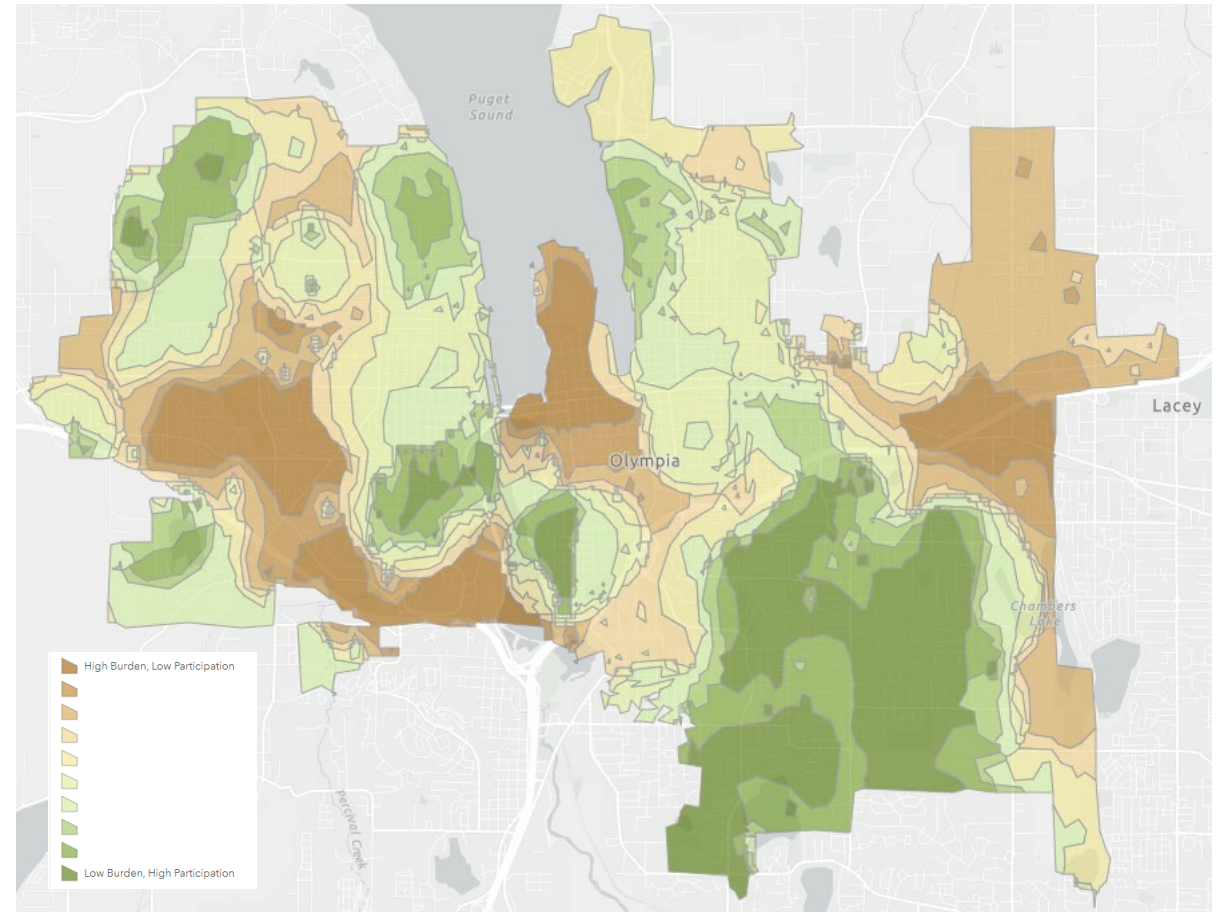 Puget
Sound
Lacey
Olympia
Chambers
Lake
High Burden, Low Participation
Percival Creek
Low Burden, High Participation